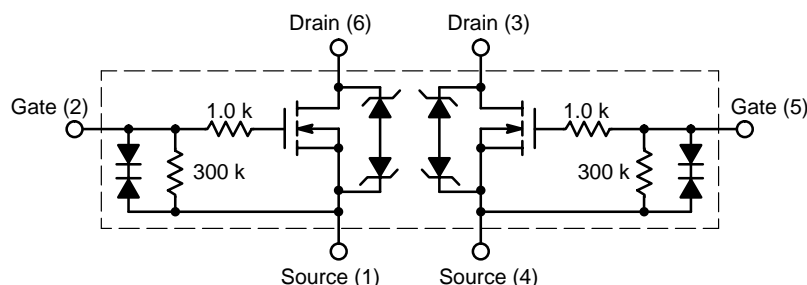 Drain (6)
Drain (3)
Gate (2)
1.0 k
1.0 k
Gate (5)
300 k
300 k
Source (1)
Source (4)